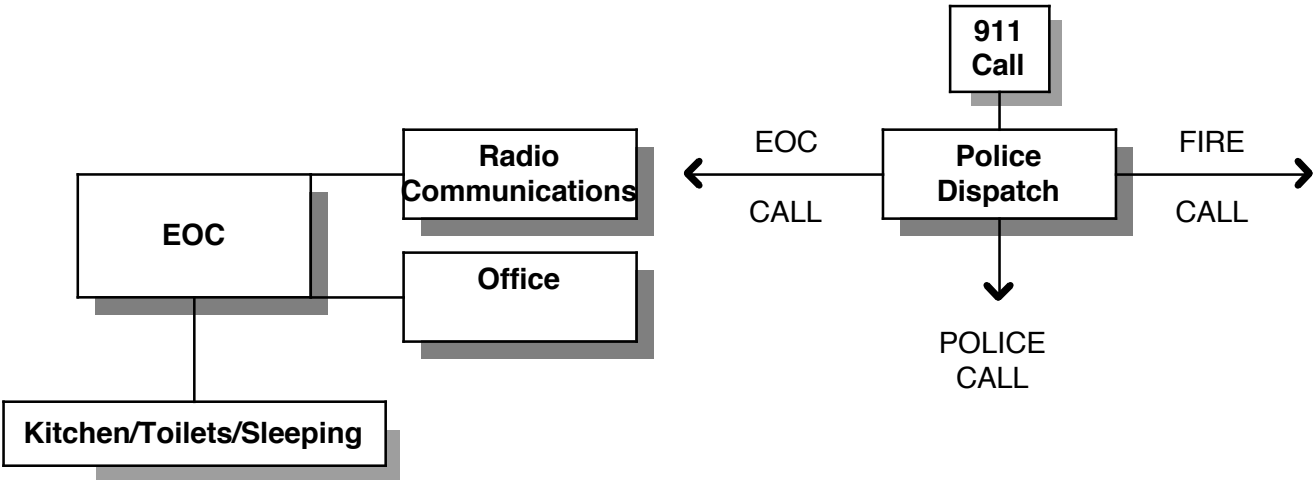 911
Call
Radio
Communications
EOC
Office
Kitchen/Toilets/Sleeping
EOC
CALL
Police
Dispatch
FIRE
CALL
POLICE
CALL